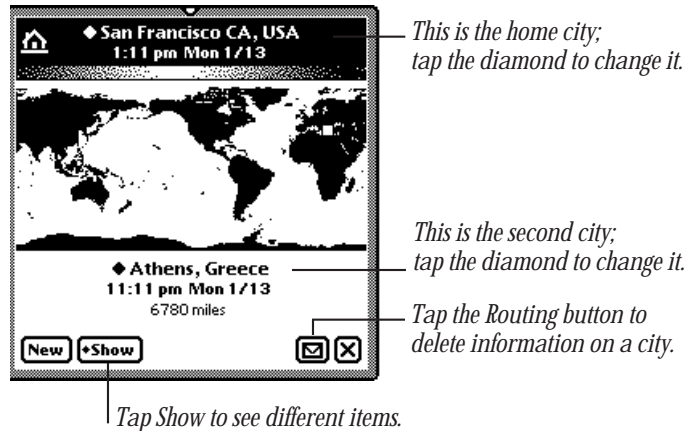 ◆ San Francisco CA, USA
1:11 pm Mon 1/13
This is the home city;
tap the diamond to change it.
◆ Athens, Greece
11:11 pm Mon 1/13
6780 miles
This is the second city;
tap the diamond to change it.
Tap the Routing button to
delete information on a city.
New ◆Show
Tap Show to see different items.